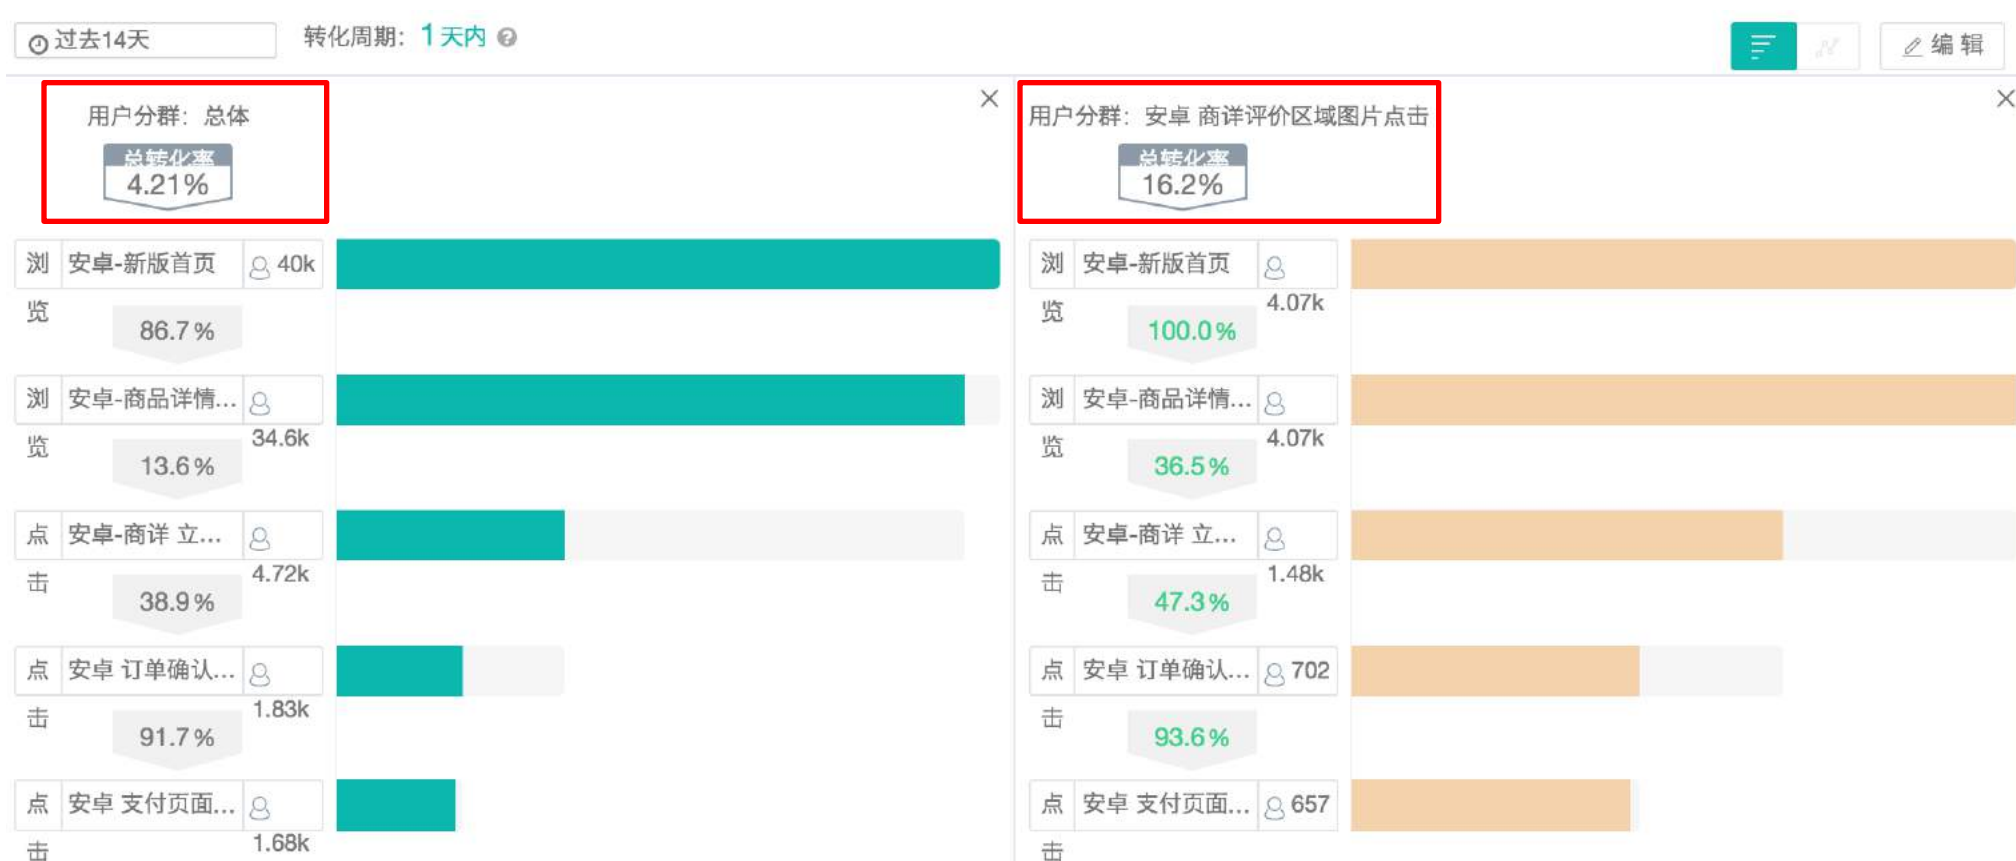 过去14天
转化周期：1天内
编辑
用户分群：总体
总转化率
4.21%
浏览 安卓-新版首页 40k
86.7%
浏览 安卓-商品详情... 34.6k
13.6%
点击 安卓-商详 立... 4.72k
38.9%
点击 安卓 订单确认... 1.83k
91.7%
点击 安卓 支付页面... 1.68k
用户分群：安卓 商详评价区域图片点击
总转化率
16.2%
浏览 安卓-新版首页 4.07k
100.0%
浏览 安卓-商品详情... 4.07k
36.5%
点击 安卓-商详 立... 1.48k
47.3%
点击 安卓 订单确认... 702
93.6%
点击 安卓 支付页面... 657